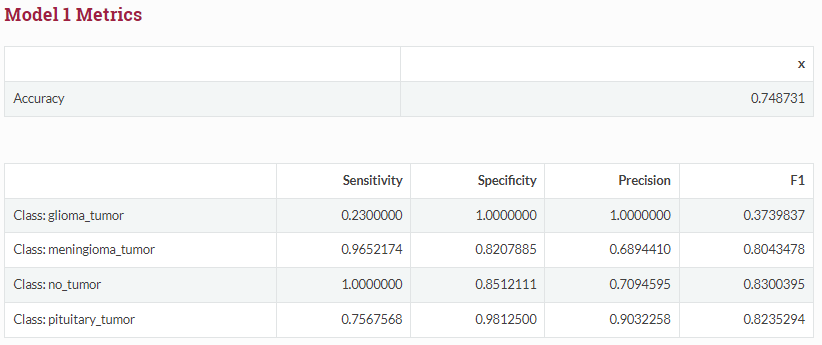 Model 1 Metrics
x
Accuracy 0.748731
Sensitivity Specificity Precision F1
Class: glioma_tumor 0.2300000 1.0000000 1.0000000 0.3739837
Class: meningioma_tumor 0.9652174 0.8207885 0.6894410 0.8043478
Class: no_tumor 1.0000000 0.8512111 0.7094595 0.8300395
Class: pituitary_tumor 0.7567568 0.9812500 0.9032258 0.8235294